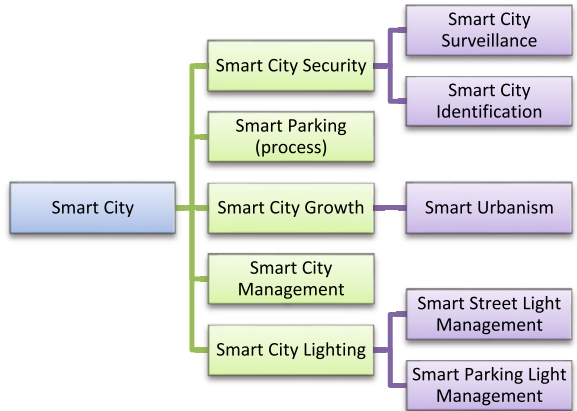 Smart City
Smart City Security
Smart City
Surveillance
Smart City
Identification
Smart Parking
(process)
Smart City Growth
Smart Urbanism
Smart City
Management
Smart City Lighting
Smart Street Light
Management
Smart Parking Light
Management